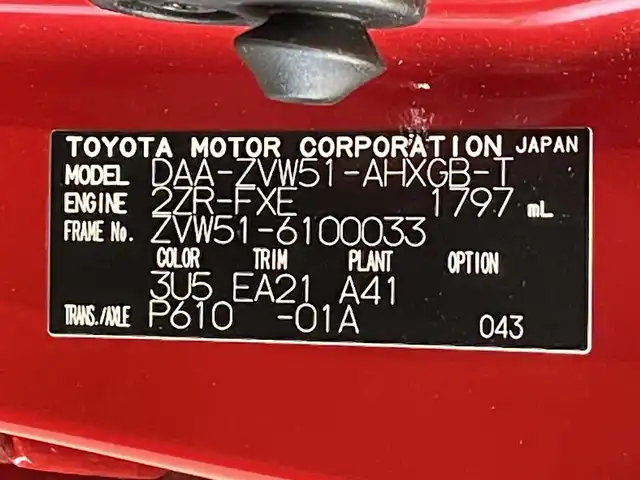 TOYOTA MOTOR CORPORATION JAPAN
MODEL DAA-ZVW51-AHXGB-T
ENGINE 2ZR-FXE 1797 mL
FRAME No. ZVW51-6100033
COLOR TRIM PLANT OPTION
3U5 EA21 A41
TRANS./AXLE P610 -01A 043